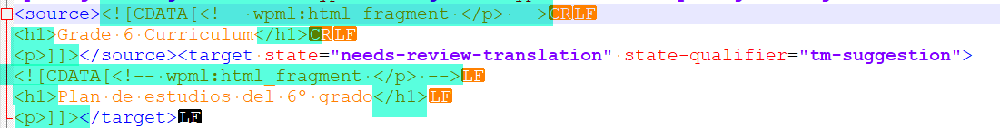 <source><![CDATA[<!-- wpml:html_fragment </p> -->CRLF
<h1>Grade·6·Curriculum</h1>CRLF
<p>]]></source><target state="needs-review-translation"·state-qualifier="tm-suggestion">
<![CDATA[<!-- wpml:html_fragment </p> -->LF
<h1>Plan·de·estudios·del·6º·grado</h1>LF
<p>]]></target>LF